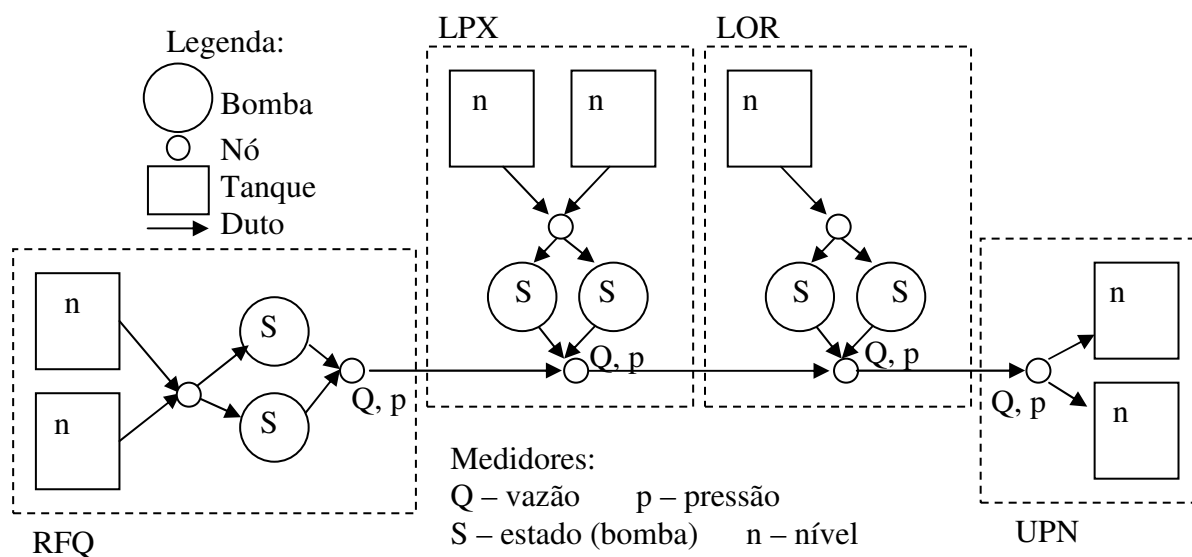 Legenda:
Bomba
Nó
Tanque
Duto
LPX
n n
S S
Q, p
LOR
n
S S
Q, p
n
n
S
S
Q, p
RFQ
n
n
Q, p
UPN
Medidores:
Q – vazão p – pressão
S – estado (bomba) n – nível